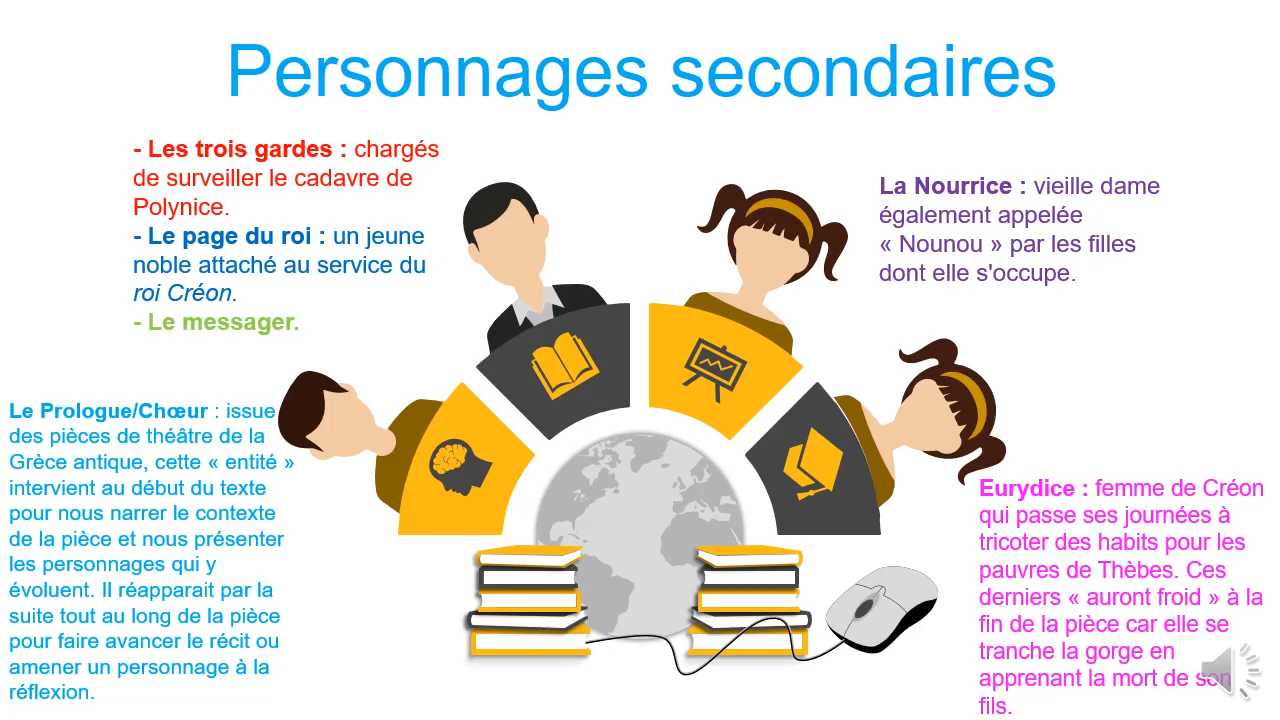 Personnages secondaires
- Les trois gardes : chargés
de surveiller le cadavre de
Polynice.
- Le page du roi : un jeune
noble attaché au service du
roi Créon.
- Le messager.
La Nourrice : vieille dame
également appelée
« Nounou » par les filles
dont elle s'occupe.
Le Prologue/Chœur : issue
des pièces de théâtre de la
Grèce antique, cette « entité »
intervient au début du texte
pour nous narrer le contexte
de la pièce et nous présenter
les personnages qui y
évoluent. Il réapparait par la
suite tout au long de la pièce
pour faire avancer le récit ou
amener un personnage à la
réflexion.
Eurydice : femme de Créon
qui passe ses journées à
tricoter des habits pour les
pauvres de Thèbes. Ces
derniers « auront froid » à la
fin de la pièce car elle se
tranche la gorge en
apprenant la mort de son
fils.